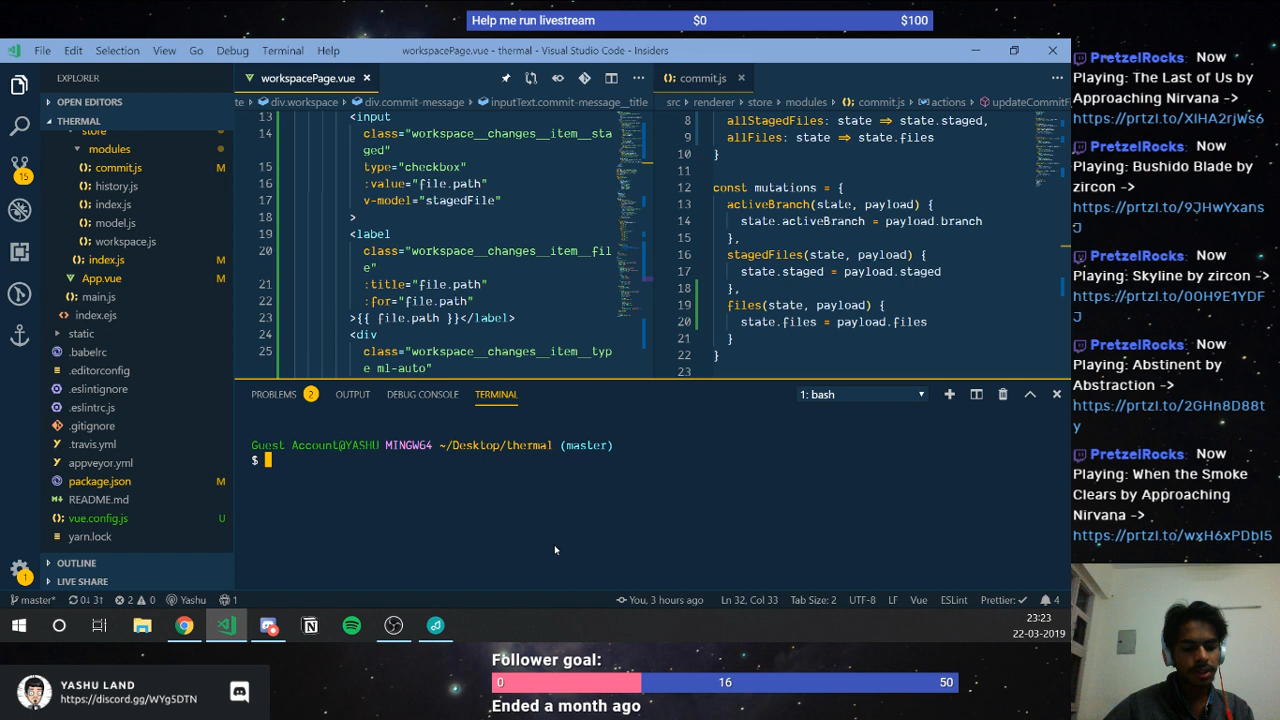 Help me run livestream $0 $100
File Edit Selection View Go Debug Terminal Help
workspacePage.vue - thermal - Visual Studio Code - Insiders
EXPLORER
OPEN EDITORS
THERMAL
store
modules
commit.js M
history.js
index.js
model.js
workspace.js
index.js M
App.vue
main.js
index.ejs
static
.babelrc
.editorconfig
.eslintignore
.eslintrc.js
.gitignore
.travis.yml
appveyor.yml
package.json M
README.md
vue.config.js U
yarn.lock
OUTLINE
LIVE SHARE
15
1
workspacePage.vue
te div.workspace div.commit-message inputText.commit-message__title
13 <input
14 class="workspace__changes__item__sta
ged"
15 type="checkbox"
16 :value="file.path"
17 v-model="stagedFile"
18 >
19 <label
20 class="workspace__changes__item__fil
e"
21 :title="file.path"
22 :for="file.path"
23 >{{ file.path }}</label>
24 <div
25 class="workspace__changes__item__typ
e ml-auto"
commit.js
src renderer store modules commit.js actions updateCommitF
8 allStagedFiles: state ⇒ state.staged,
9 allFiles: state ⇒ state.files
10 }
11
12 const mutations = {
13 activeBranch(state, payload) {
14 state.activeBranch = payload.branch
15 },
16 stagedFiles(state, payload) {
17 state.staged = payload.staged
18 },
19 files(state, payload) {
20 state.files = payload.files
21 }
22 }
23
PROBLEMS 2 OUTPUT DEBUG CONSOLE TERMINAL 1: bash
Guest Account@YASHU MINGW64 ~/Desktop/thermal (master)
$
master* 0↓ 3↑ 2 0 Yashu 1 You, 3 hours ago Ln 32, Col 33 Tab Size: 2 UTF-8 LF Vue ESLint Prettier: ✓ 4
23:23
22-03-2019
PretzelRocks: Now
Playing: The Last of Us by
Approaching Nirvana ->
https://prtzl.to/XIHA2rjWs6
PretzelRocks: Now
Playing: Bushido Blade by
zircon ->
https://prtzl.to/9JHwYxans
J
PretzelRocks: Now
Playing: Skyline by zircon ->
https://prtzl.to/0OH9E1YDF
J
PretzelRocks: Now
Playing: Abstinent by
Abstraction ->
https://prtzl.to/2GHn8D88t
y
PretzelRocks: Now
Playing: When the Smoke
Clears by Approaching
Nirvana ->
https://prtzl.to/wxH6xPDbI5
YASHU LAND
https://discord.gg/WYg5DTN
Follower goal:
0 16 50
Ended a month ago